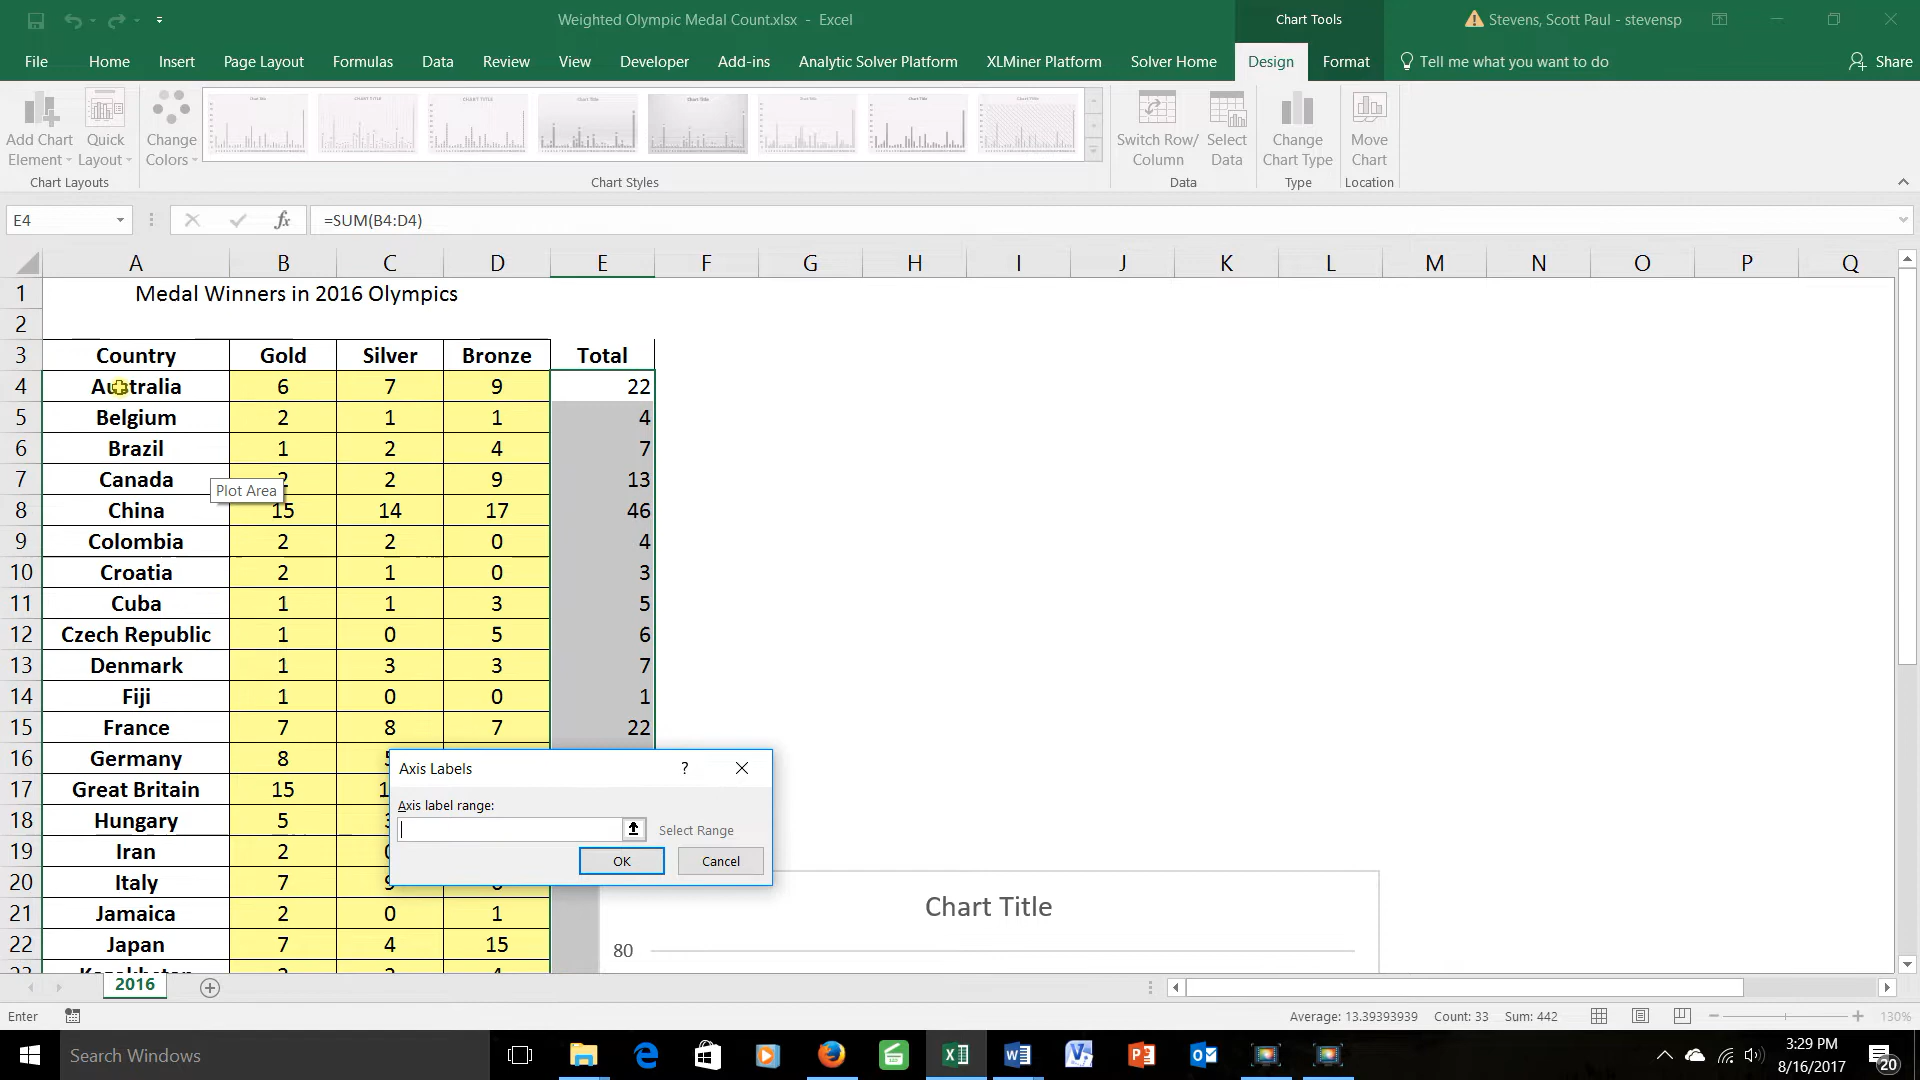 Weighted Olympic Medal Count.xlsx - Excel
Chart Tools
Stevens, Scott Paul - stevensp
File Home Insert Page Layout Formulas Data Review View Developer Add-ins Analytic Solver Platform XLMiner Platform Solver Home Design Format Tell me what you want to do Share
Add Chart Element
Quick Layout
Change Colors
Switch Row/ Column
Select Data
Change Chart Type
Move Chart
Chart Layouts
Chart Styles
Data
Type
Location
E4
fx
=SUM(B4:D4)
A B C D E F G H I J K L M N O P Q
1 Medal Winners in 2016 Olympics
2
3 Country Gold Silver Bronze Total
4 Australia 6 7 9 22
5 Belgium 2 1 1 4
6 Brazil 1 2 4 7
7 Canada 2 2 9 13
Plot Area
8 China 15 14 17 46
9 Colombia 2 2 0 4
10 Croatia 2 1 0 3
11 Cuba 1 1 3 5
12 Czech Republic 1 0 5 6
13 Denmark 1 3 3 7
14 Fiji 1 0 0 1
15 France 7 8 7 22
16 Germany 8
17 Great Britain 15
18 Hungary 5
19 Iran 2
20 Italy 7
21 Jamaica 2 0 1
22 Japan 7 4 15
Axis Labels
?
Axis label range:
Select Range
OK
Cancel
Chart Title
80
2016
Enter
Average: 13.39393939 Count: 33 Sum: 442
130%
Search Windows
3:29 PM
8/16/2017
20